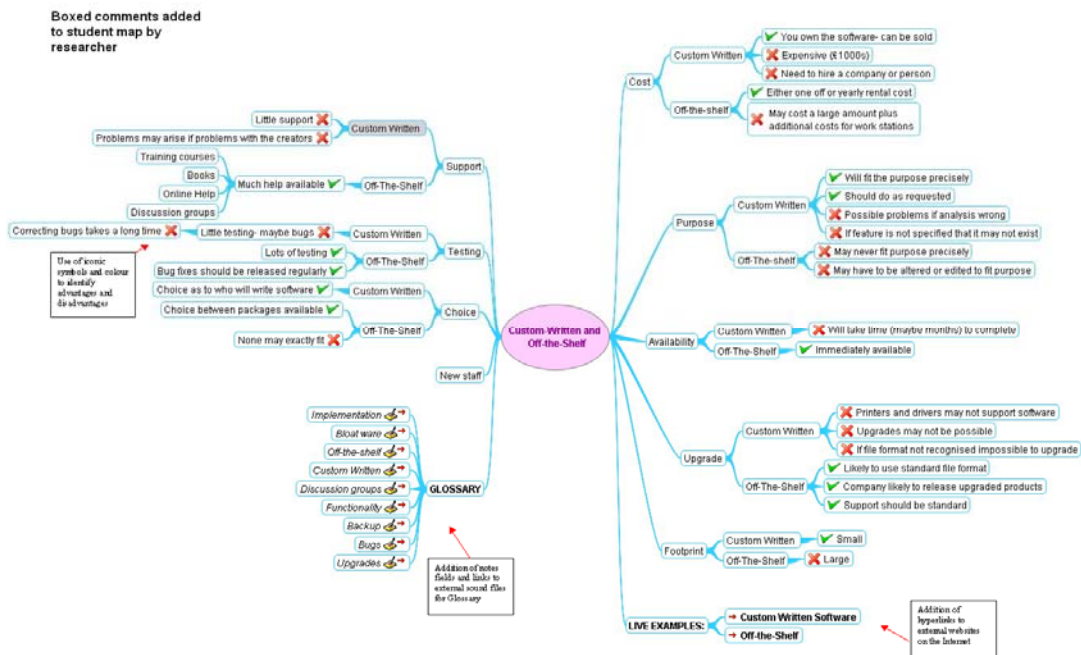 Boxed comments added
to student map by
researcher
Custom-Written and
Off-the-Shelf
Cost
Custom Written
You own the software- can be sold
Expensive (£1000s)
Need to hire a company or person
Off-the-shelf
Either one off or yearly rental cost
May cost a large amount plus
additional costs for work stations
Purpose
Custom Written
Will fit the purpose precisely
Should do as requested
Possible problems if analysis wrong
If feature is not specified that it may not exist
Off-the-shelf
May never fit purpose precisely
May have to be altered or edited to fit purpose
Availability
Custom Written
Will take time (maybe months) to complete
Off-The-Shelf
Immediately available
Upgrade
Custom Written
Printers and drivers may not support software
Upgrades may not be possible
If file format not recognised impossible to upgrade
Off-The-Shelf
Likely to use standard file format
Company likely to release upgraded products
Support should be standard
Footprint
Custom Written
Small
Off-The-Shelf
Large
LIVE EXAMPLES:
Custom Written Software
Off-the-Shelf
Addition of
hyperlinks to
external websites
on the Internet
Support
Custom Written
Little support
Problems may arise if problems with the creators
Off-The-Shelf
Much help available
Training courses
Books
Online Help
Discussion groups
Testing
Custom Written
Little testing- maybe bugs
Correcting bugs takes a long time
Off-The-Shelf
Lots of testing
Bug fixes should be released regularly
Use of iconic
symbols and colour
to identify
advantages and
disadvantages
Choice
Custom Written
Choice as to who will write software
Off-The-Shelf
Choice between packages available
None may exactly fit
New staff
GLOSSARY
Implementation
Bloat ware
Off-the-shelf
Custom Written
Discussion groups
Functionality
Backup
Bugs
Upgrades
Addition of notes
fields and links to
external sound files
for Glossary